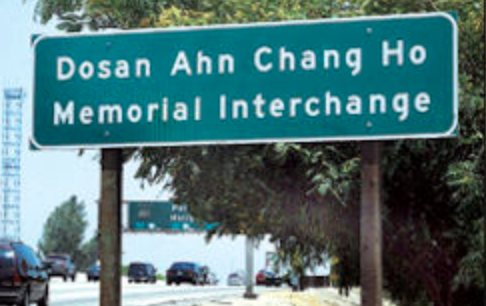 Dosan Ahn Chang Ho
Memorial Interchange